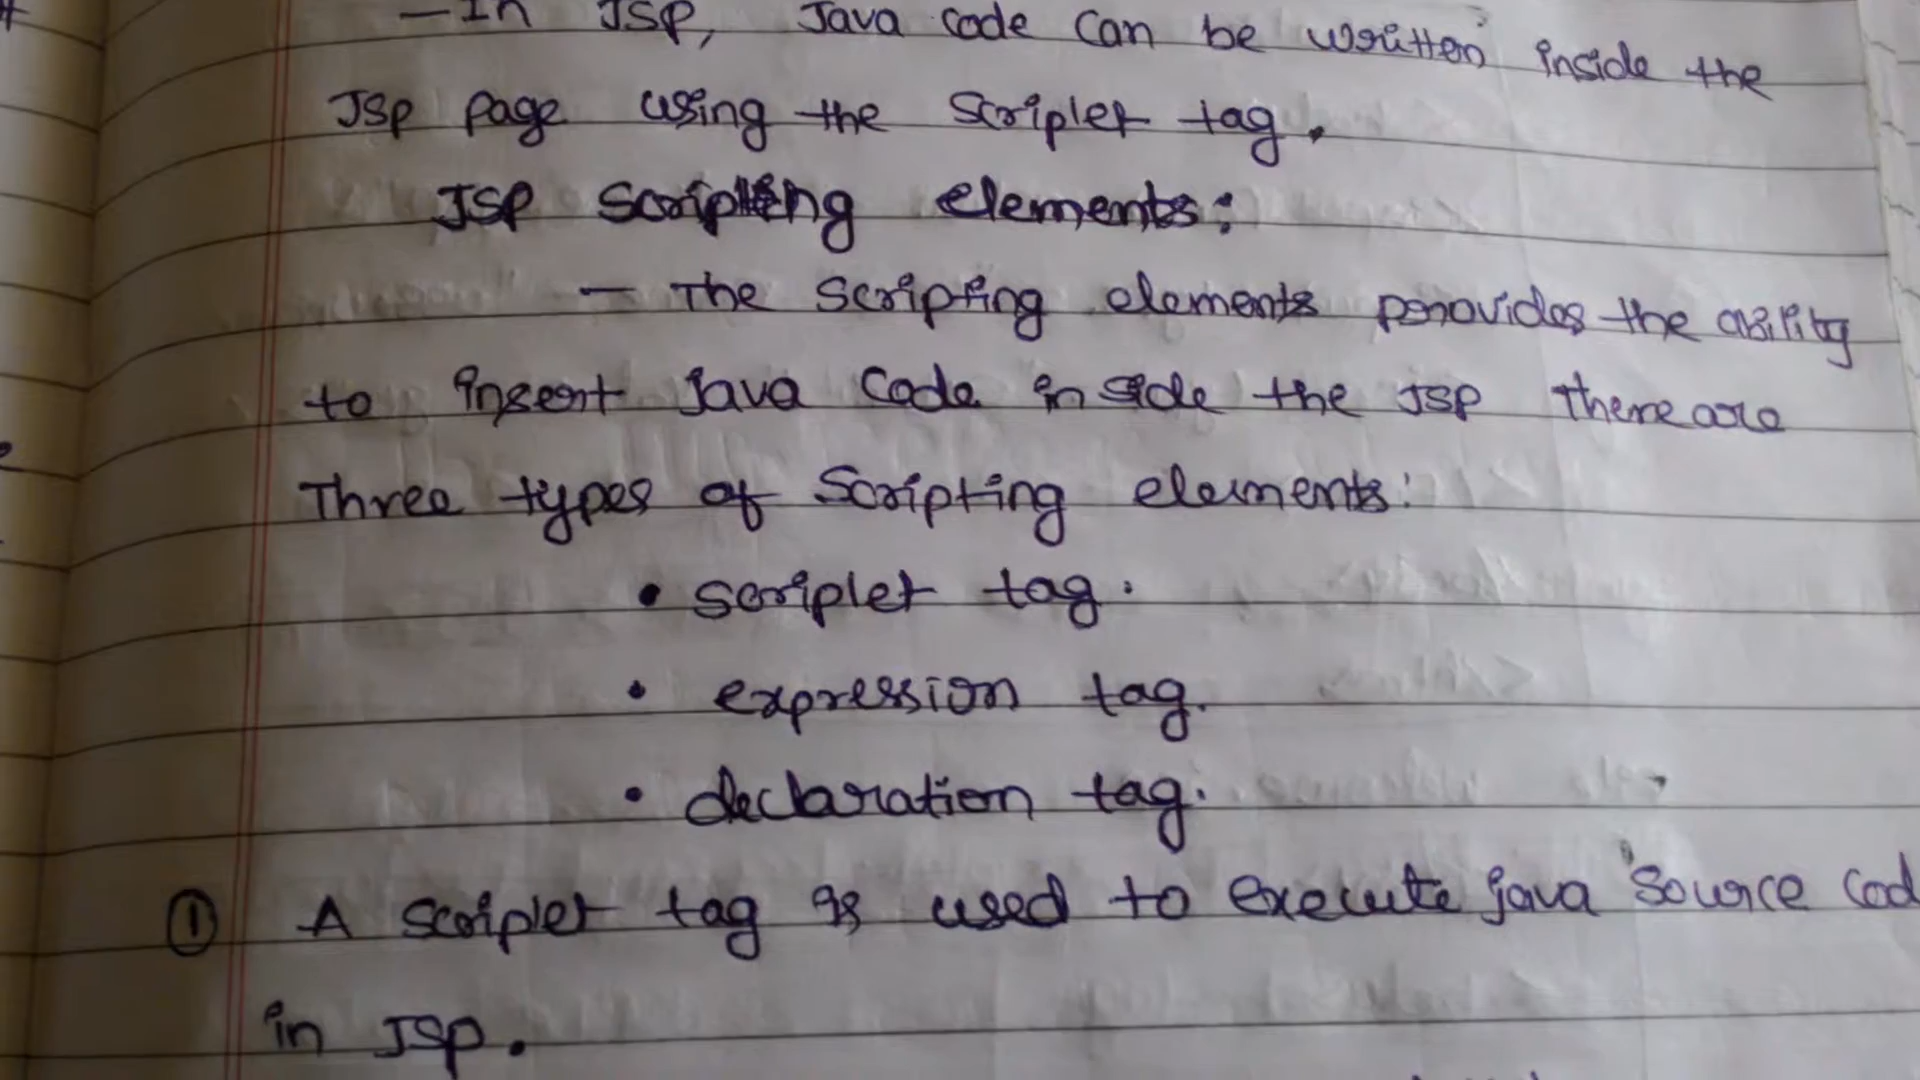 - In JSP, Java code can be written inside the
JSP page using the Scriplet tag.
JSP Scripting elements:
- The Scripting elements provides the ability
to insert java code inside the JSP there are
Three types of Scripting elements:
• scriplet tag.
• expression tag.
• declaration tag.
① A scriplet tag is used to execute java source cod
in JSP.